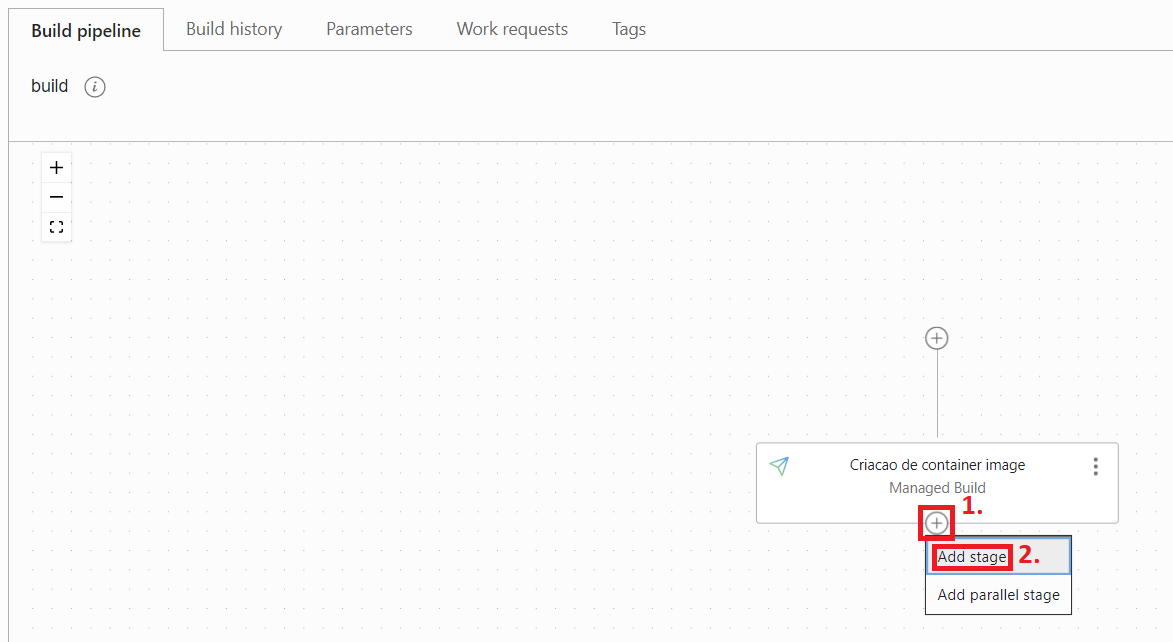 Build pipeline
Build history
Parameters
Work requests
Tags
build
Criacao de container image
Managed Build
1.
Add stage
2.
Add parallel stage